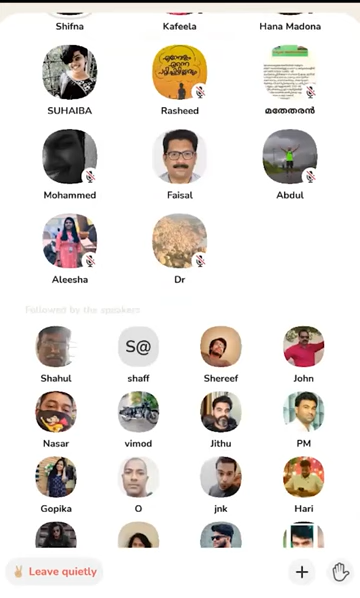 Shifna
Kafeela
Hana Madona
SUHAIBA
Rasheed
മതേതരൻ
Mohammed
Faisal
Abdul
Aleesha
Dr
Followed by the speakers
Shahul
S@
shaff
Shereef
John
Nasar
vimod
Jithu
PM
Gopika
O
jnk
Hari
✌🏼 Leave quietly
+